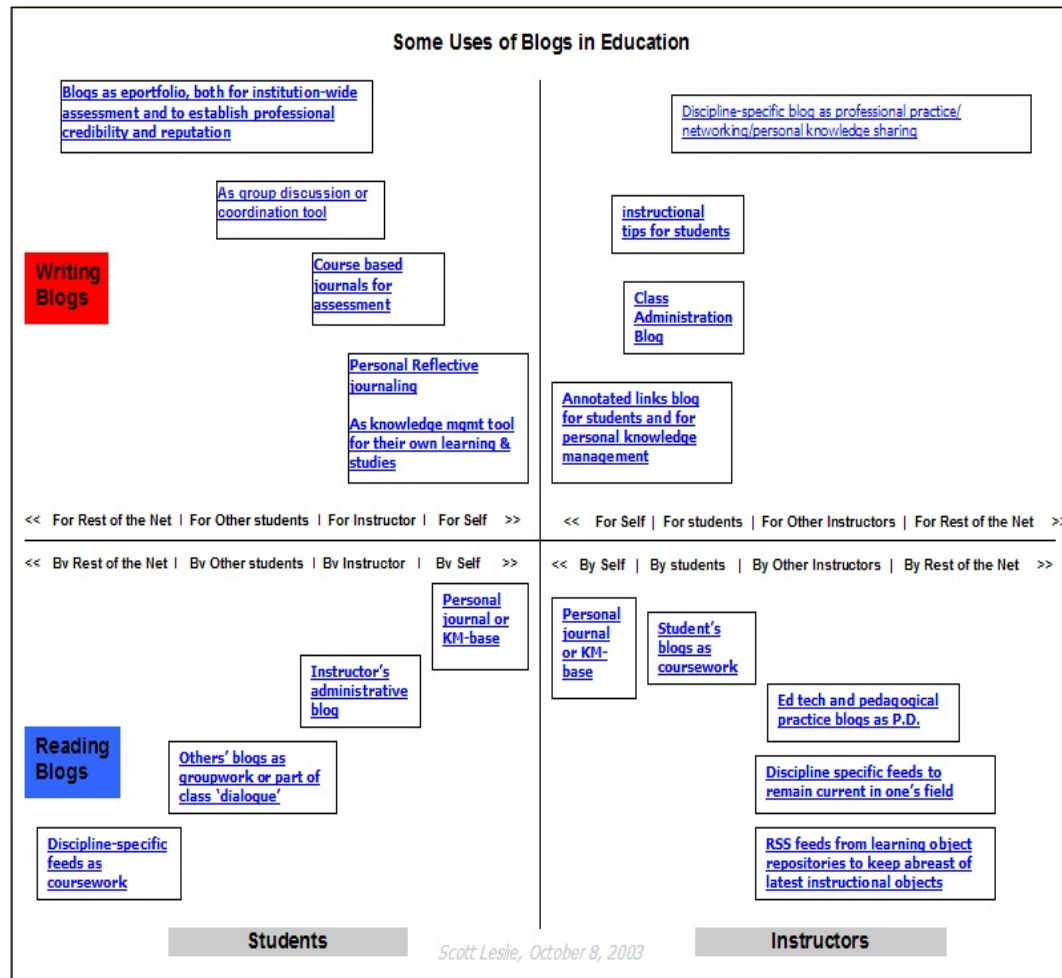 Some Uses of Blogs in Education
Blogs as eportfolio, both for institution-wide
assessment and to establish professional
credibility and reputation
As group discussion or
coordination tool
Course based
journals for
assessment
Personal Reflective
journaling
As knowledge mgmt tool
for their own learning &
studies
Writing
Blogs
Discipline-specific blog as professional practice/
networking/personal knowledge sharing
instructional
tips for students
Class
Administration
Blog
Annotated links blog
for students and for
personal knowledge
management
<< For Rest of the Net | For Other students | For Instructor | For Self >>
<< For Self | For students | For Other Instructors | For Rest of the Net >>
<< By Rest of the Net | By Other students | By Instructor | By Self >>
<< By Self | By students | By Other Instructors | By Rest of the Net >>
Personal
journal or
KM-base
Instructor's
administrative
blog
Reading
Blogs
Others' blogs as
groupwork or part of
class 'dialogue'
Discipline-specific
feeds as
coursework
Personal
journal
or KM-
base
Student's
blogs as
coursework
Ed tech and pedagogical
practice blogs as P.D.
Discipline specific feeds to
remain current in one's field
RSS feeds from learning object
repositories to keep abreast of
latest instructional objects
Students
Scott Leslie, October 8, 2003
Instructors